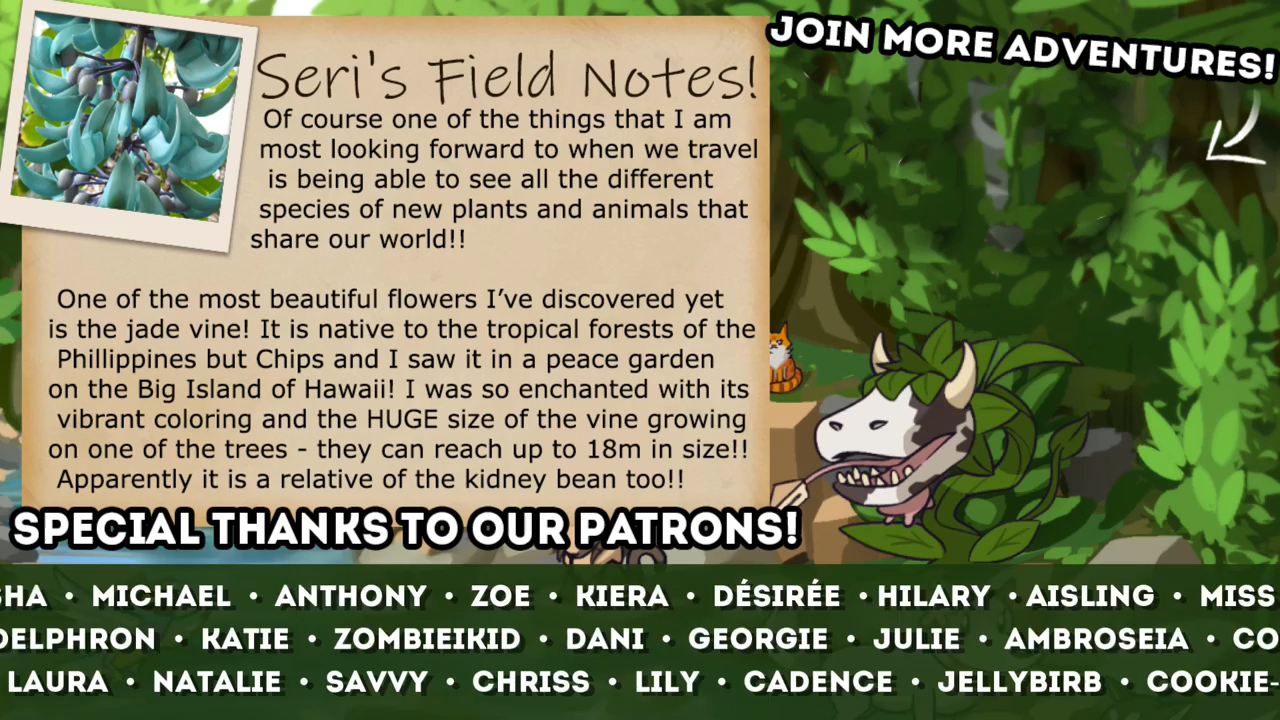 JOIN MORE ADVENTURES!
Seri's Field Notes!
Of course one of the things that I am
most looking forward to when we travel
is being able to see all the different
species of new plants and animals that
share our world!!
One of the most beautiful flowers I’ve discovered yet
is the jade vine! It is native to the tropical forests of the
Phillippines but Chips and I saw it in a peace garden
on the Big Island of Hawaii! I was so enchanted with its
vibrant coloring and the HUGE size of the vine growing
on one of the trees - they can reach up to 18m in size!!
Apparently it is a relative of the kidney bean too!!
SPECIAL THANKS TO OUR PATRONS!
SHA • MICHAEL • ANTHONY • ZOE • KIERA • DÉSIRÉE • HILARY • AISLING • MISS
DELPHRON • KATIE • ZOMBIEIKID • DANI • GEORGIE • JULIE • AMBROSEIA • CO
LAURA • NATALIE • SAVVY • CHRISS • LILY • CADENCE • JELLYBIRB • COOKIE-